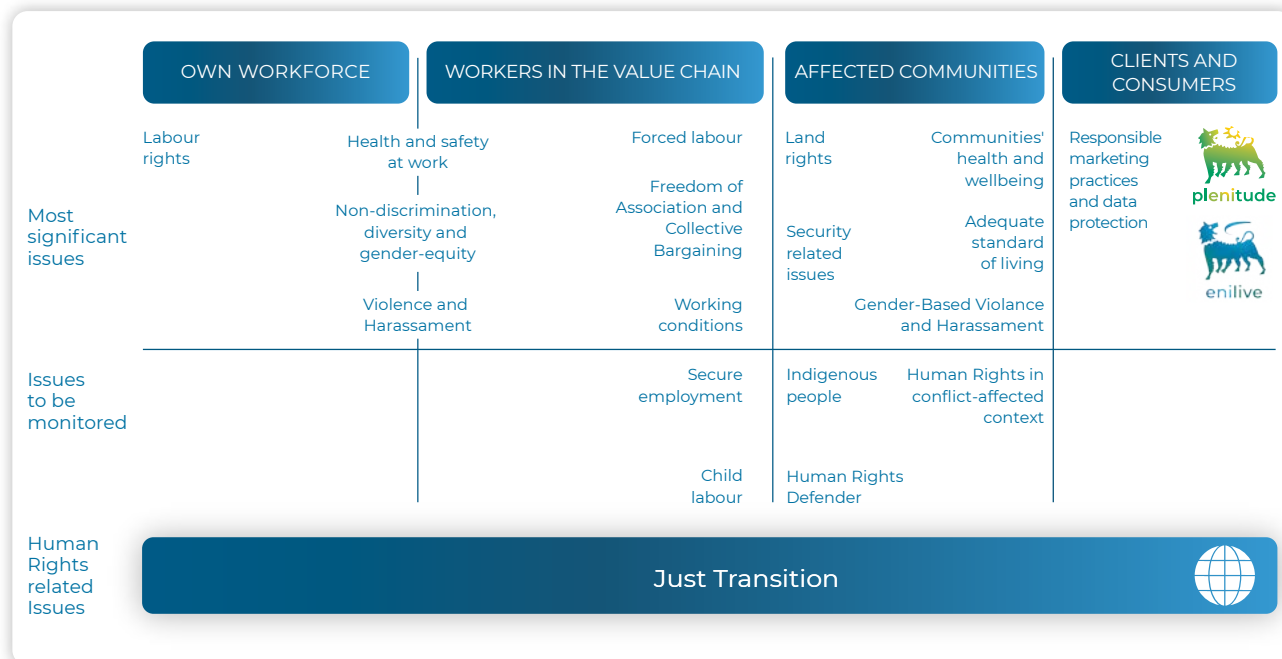 OWN WORKFORCE
WORKERS IN THE VALUE CHAIN
AFFECTED COMMUNITIES
CLIENTS AND
CONSUMERS
Most
significant
issues
Labour
rights
Health and safety
at work
Non-discrimination,
diversity and
gender-equity
Violence and
Harassament
Forced labour
Freedom of
Association and
Collective
Bargaining
Working
conditions
Land
rights
Security
related
issues
Communities'
health and
wellbeing
Adequate
standard
of living
Gender-Based Violance
and Harassament
Responsible
marketing
practices
and data
protection
plenitude
enilive
Issues
to be
monitored
Secure
employment
Child
labour
Indigenous
people
Human Rights
Defender
Human Rights in
conflict-affected
context
Human
Rights
related
Issues
Just Transition